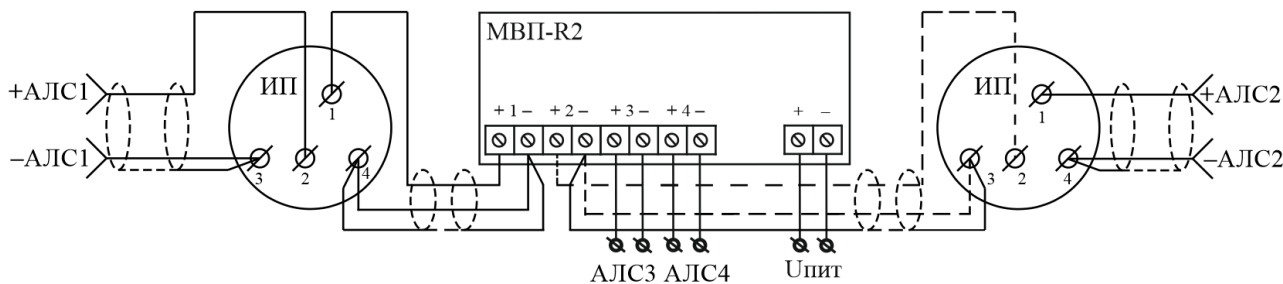 МВП-R2
+АЛС1
ИП
1
–АЛС1
3
2
4
+ 1 – + 2 – + 3 – + 4 –
+ –
ИП
1
+АЛС2
3
2
4
–АЛС2
АЛС3 АЛС4 Uпит